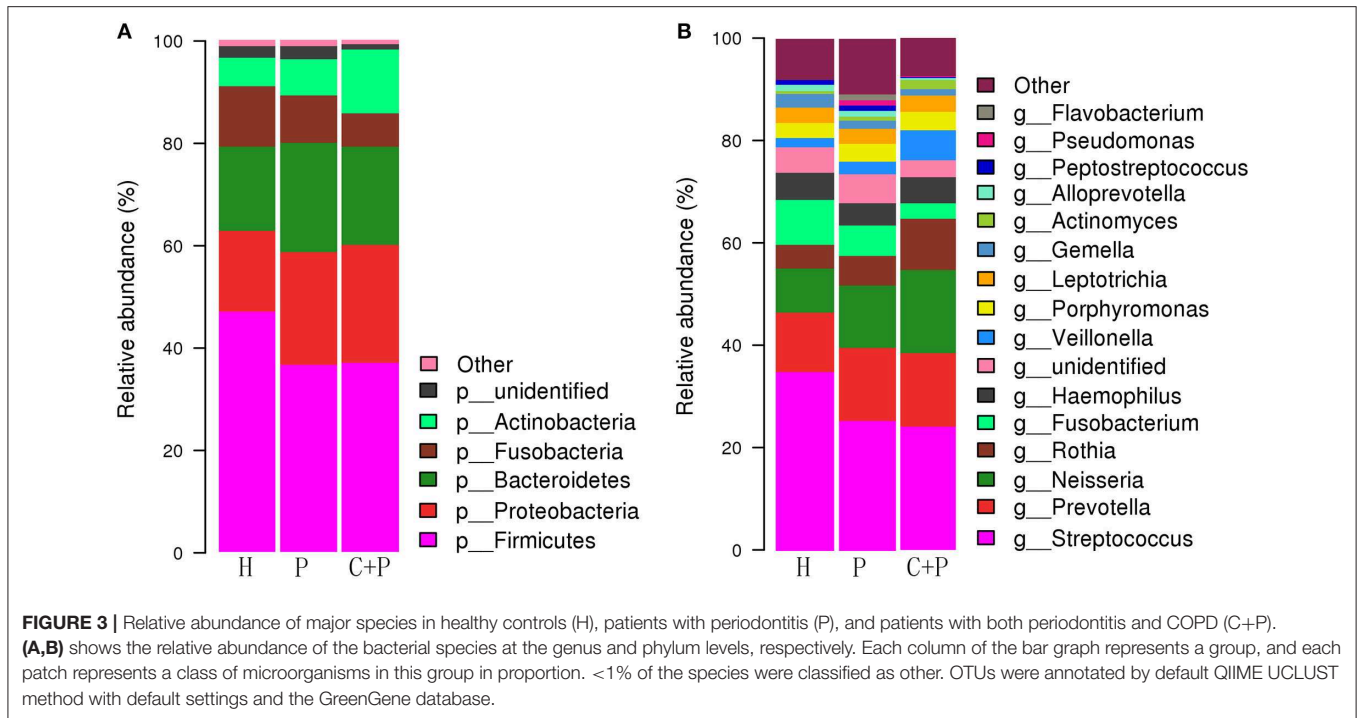 A
100
80
60
40
20
0
Relative abundance (%)
H P C+P
Other
p__unidentified
p__Actinobacteria
p__Fusobacteria
p__Bacteroidetes
p__Proteobacteria
p__Firmicutes
B
100
80
60
40
20
0
Relative abundance (%)
H P C+P
Other
g__Flavobacterium
g__Pseudomonas
g__Peptostreptococcus
g__Alloprevotella
g__Actinomyces
g__Gemella
g__Leptotrichia
g__Porphyromonas
g__Veillonella
g__unidentified
g__Haemophilus
g__Fusobacterium
g__Rothia
g__Neisseria
g__Prevotella
g__Streptococcus
FIGURE 3 | Relative abundance of major species in healthy controls (H), patients with periodontitis (P), and patients with both periodontitis and COPD (C+P).
(A,B) shows the relative abundance of the bacterial species at the genus and phylum levels, respectively. Each column of the bar graph represents a group, and each
patch represents a class of microorganisms in this group in proportion. <1% of the species were classified as other. OTUs were annotated by default QIIME UCLUST
method with default settings and the GreenGene database.